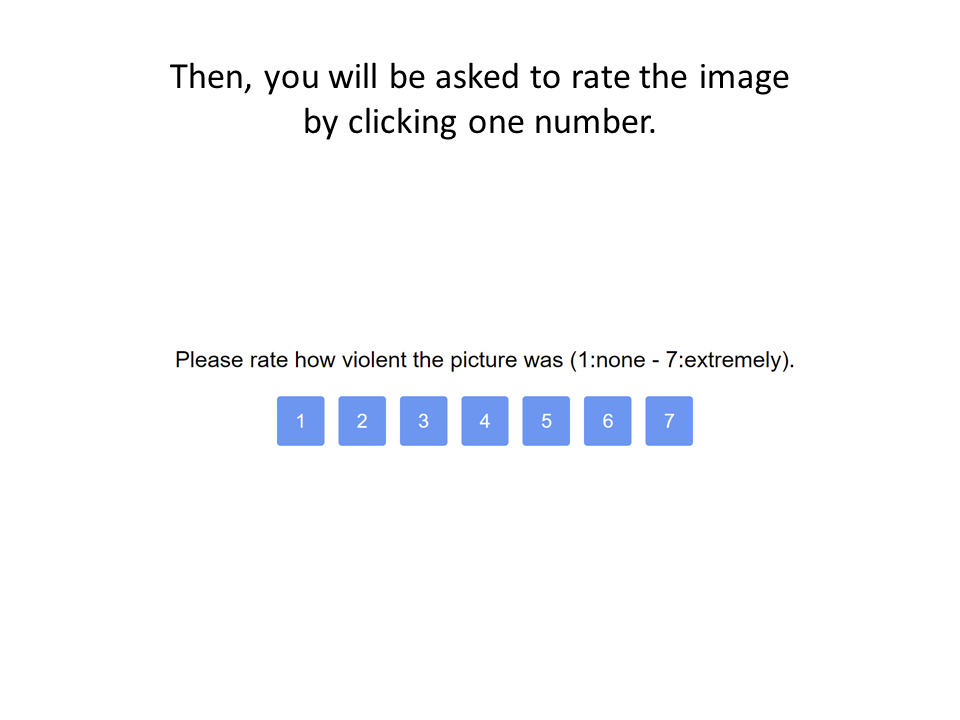 Then, you will be asked to rate the image
by clicking one number.
Please rate how violent the picture was (1:none - 7:extremely).
1 2 3 4 5 6 7